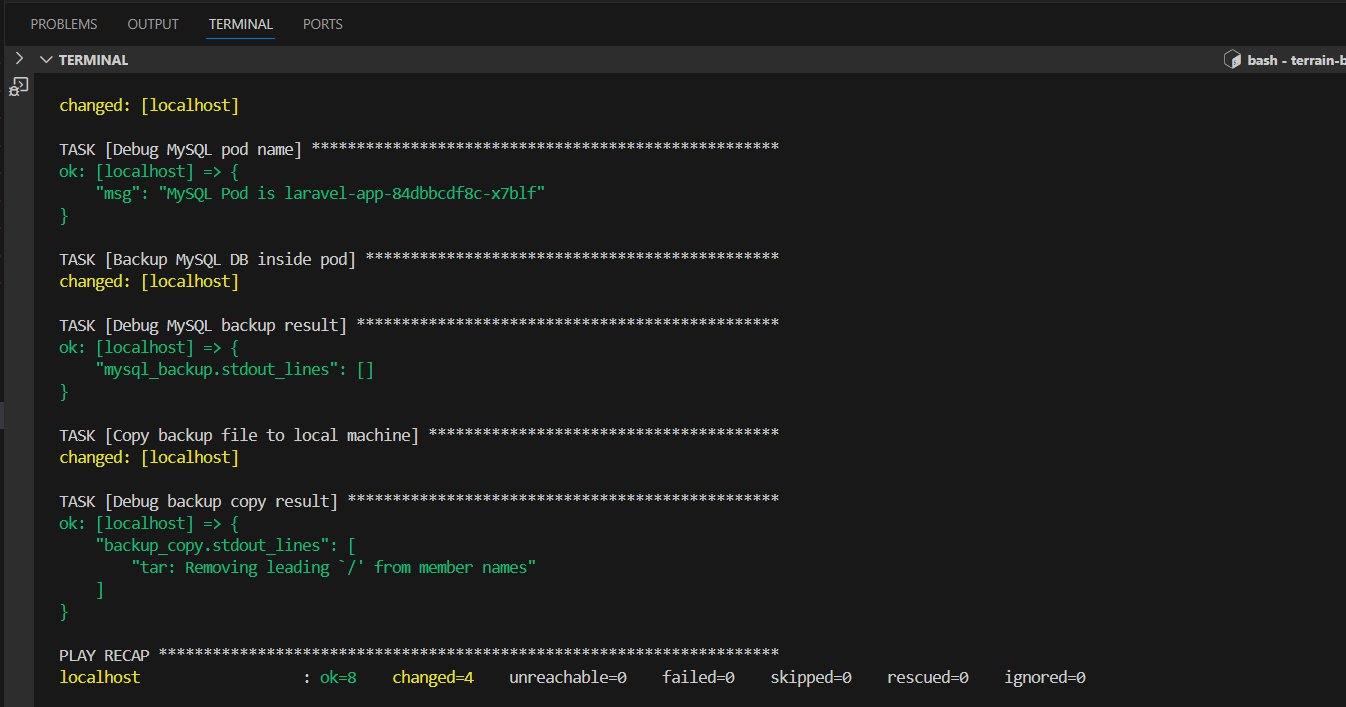 PROBLEMS OUTPUT TERMINAL PORTS
TERMINAL
bash - terrain-b
changed: [localhost]
TASK [Debug MySQL pod name] ****************************************************
ok: [localhost] => {
    "msg": "MySQL Pod is laravel-app-84dbbcdf8c-x7blf"
}
TASK [Backup MySQL DB inside pod] **********************************************
changed: [localhost]
TASK [Debug MySQL backup result] ***********************************************
ok: [localhost] => {
    "mysql_backup.stdout_lines": []
}
TASK [Copy backup file to local machine] ***************************************
changed: [localhost]
TASK [Debug backup copy result] ************************************************
ok: [localhost] => {
    "backup_copy.stdout_lines": [
        "tar: Removing leading `/' from member names"
    ]
}
PLAY RECAP *********************************************************************
localhost                  : ok=8    changed=4    unreachable=0    failed=0    skipped=0    rescued=0    ignored=0